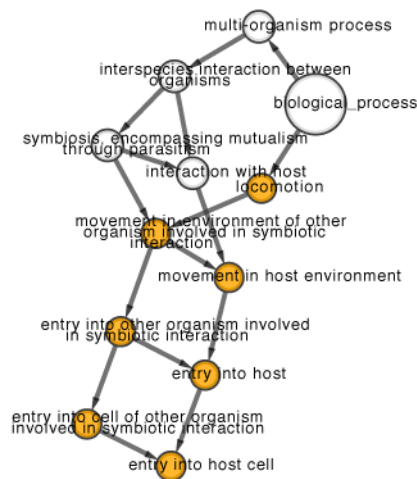 multi-organism process
interspecies interaction between
organisms
biological_process
symbiosis, encompassing mutualism
through parasitism
interaction with host
locomotion
movement in environment of other
organism involved in symbiotic
interaction
movement in host environment
entry into other organism involved
in symbiotic interaction
entry into host
entry into cell of other organism
involved in symbiotic interaction
entry into host cell